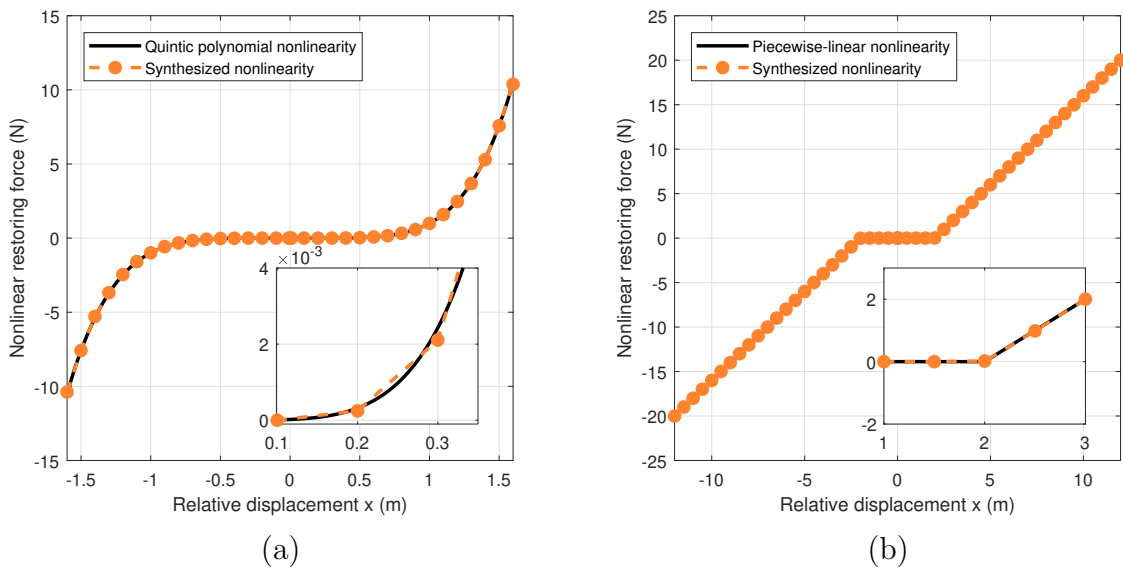 Quintic polynomial nonlinearity
Synthesized nonlinearity
15
10
5
0
-5
-10
-15
Nonlinear restoring force (N)
-1.5 -1 -0.5 0 0.5 1 1.5
Relative displacement x (m)
×10⁻³
4
2
0
0.1 0.2 0.3
(a)
Piecewise-linear nonlinearity
Synthesized nonlinearity
25
20
15
10
5
0
-5
-10
-15
-20
-25
Nonlinear restoring force (N)
-10 -5 0 5 10
Relative displacement x (m)
2
0
-2
1 2 3
(b)